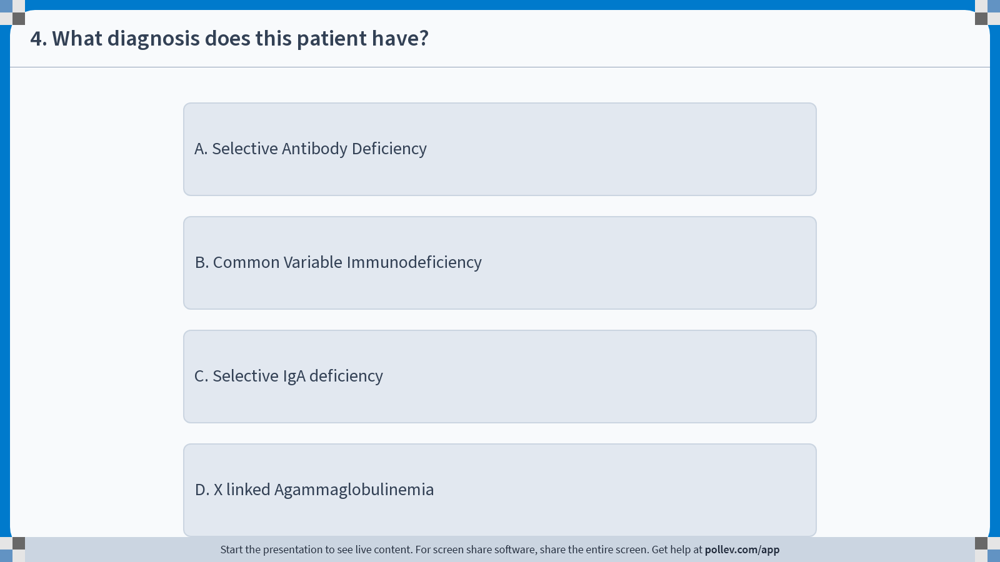 4. What diagnosis does this patient have?
A. Selective Antibody Deficiency
B. Common Variable Immunodeficiency
C. Selective IgA deficiency
D. X linked Agammaglobulinemia
Start the presentation to see live content. For screen share software, share the entire screen. Get help at pollev.com/app